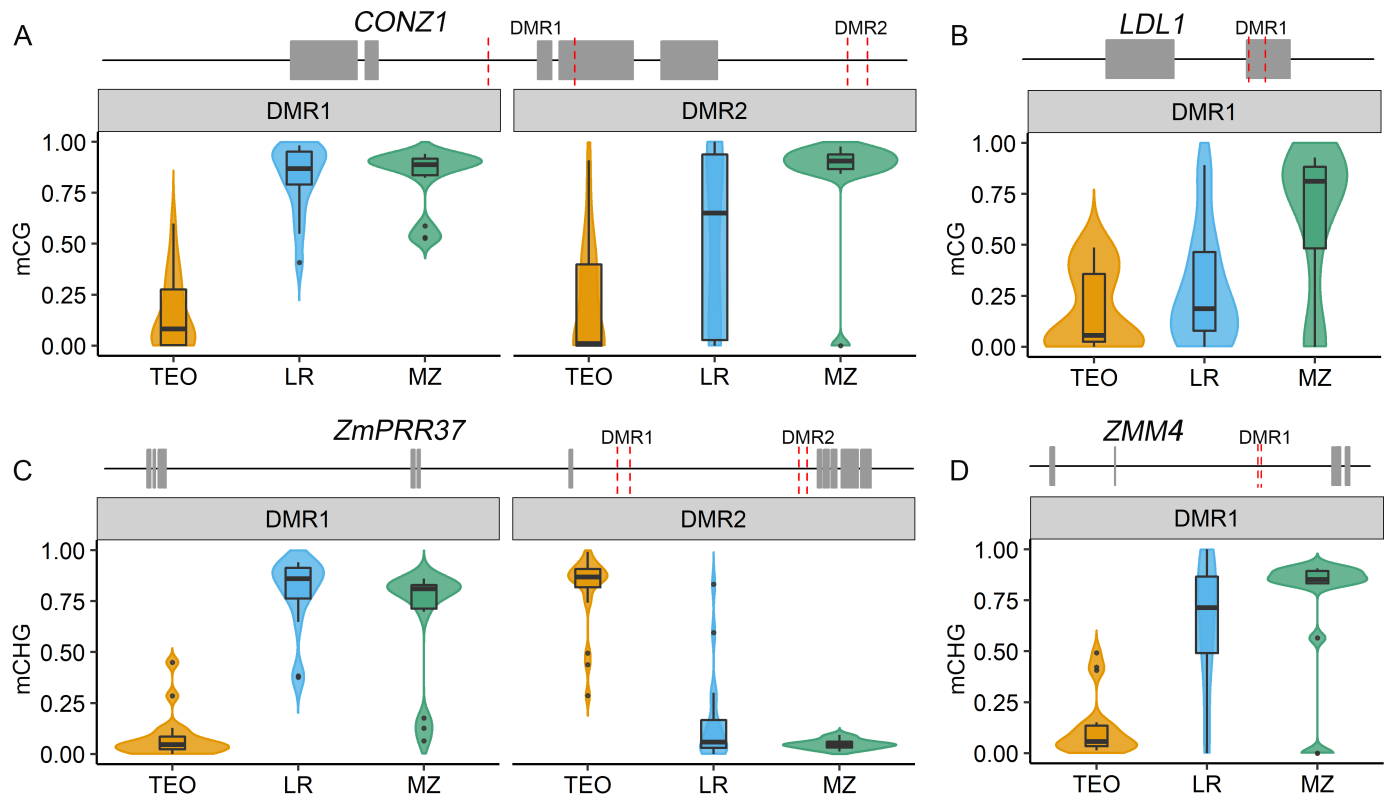 A
CONZ1
DMR1
DMR2
DMR1
DMR2
mCG
1.00
0.75
0.50
0.25
0.00
TEO
LR
MZ
TEO
LR
MZ
B
LDL1
DMR1
DMR1
mCG
1.00
0.75
0.50
0.25
0.00
TEO
LR
MZ
C
ZmPRR37
DMR1
DMR2
DMR1
DMR2
mCHG
1.00
0.75
0.50
0.25
0.00
TEO
LR
MZ
TEO
LR
MZ
D
ZMM4
DMR1
DMR1
mCHG
1.00
0.75
0.50
0.25
0.00
TEO
LR
MZ